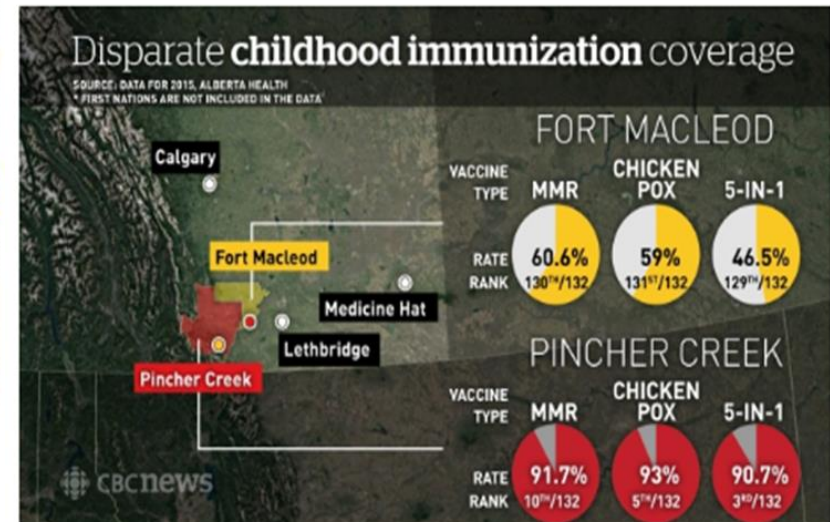 Disparate childhood immunization coverage
SOURCE: DATA FOR 2015, ALBERTA HEALTH
* FIRST NATIONS ARE NOT INCLUDED IN THE DATA
Calgary
Fort Macleod
Medicine Hat
Lethbridge
Pincher Creek
FORT MACLEOD
VACCINE TYPE
MMR
CHICKEN POX
5-IN-1
RATE
60.6%
59%
46.5%
RANK
130TH/132
131ST/132
129TH/132
PINCHER CREEK
VACCINE TYPE
MMR
CHICKEN POX
5-IN-1
RATE
91.7%
93%
90.7%
RANK
10TH/132
5TH/132
3RD/132
CBCnews